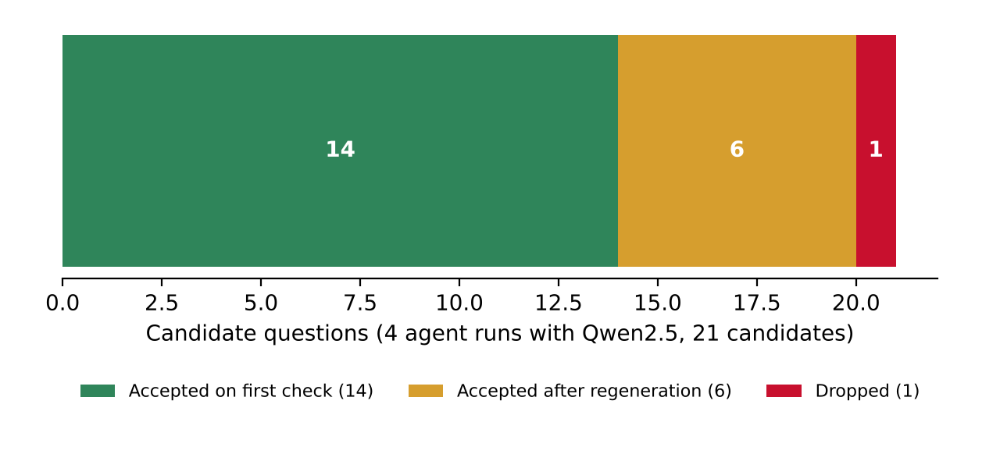 14 6 1
0.0 2.5 5.0 7.5 10.0 12.5 15.0 17.5 20.0
Candidate questions (4 agent runs with Qwen2.5, 21 candidates)
Accepted on first check (14) Accepted after regeneration (6) Dropped (1)